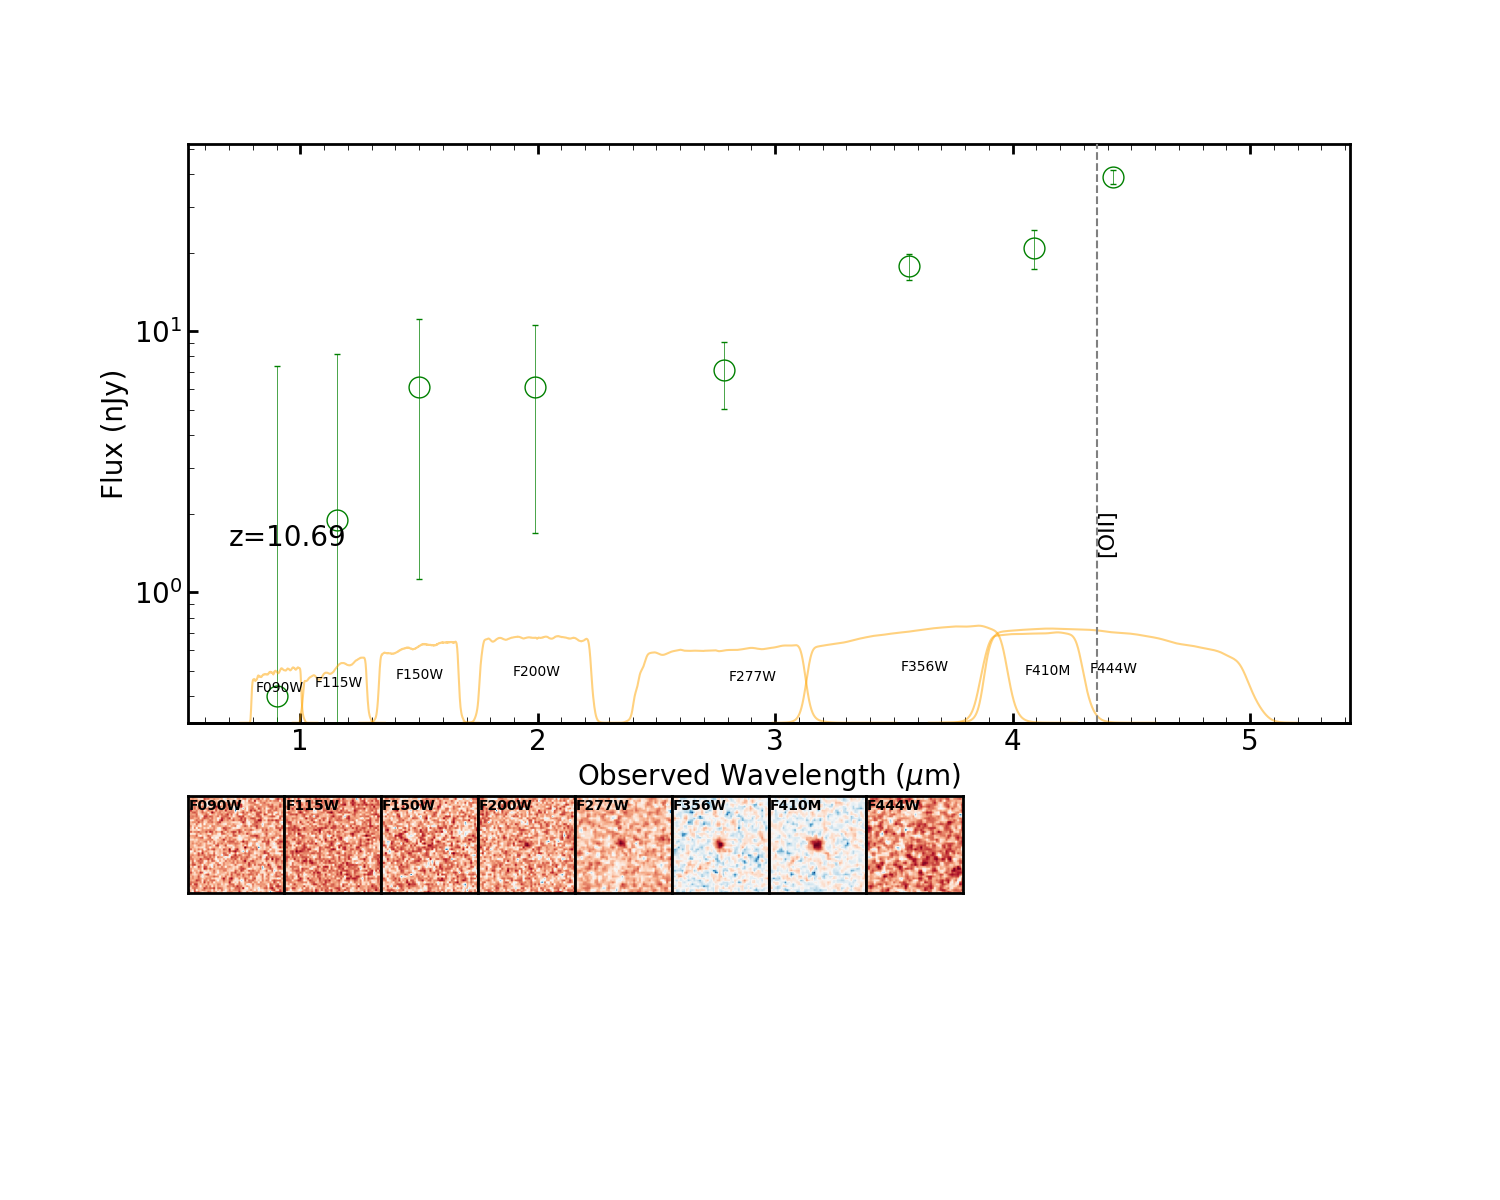 Flux (nJy)
10¹
10⁰
z=10.69
[OII]
F090W
F115W
F150W
F200W
F277W
F356W
F410M
F444W
1 2 3 4 5
Observed Wavelength (μm)
F090W F115W F150W F200W F277W F356W F410M F444W